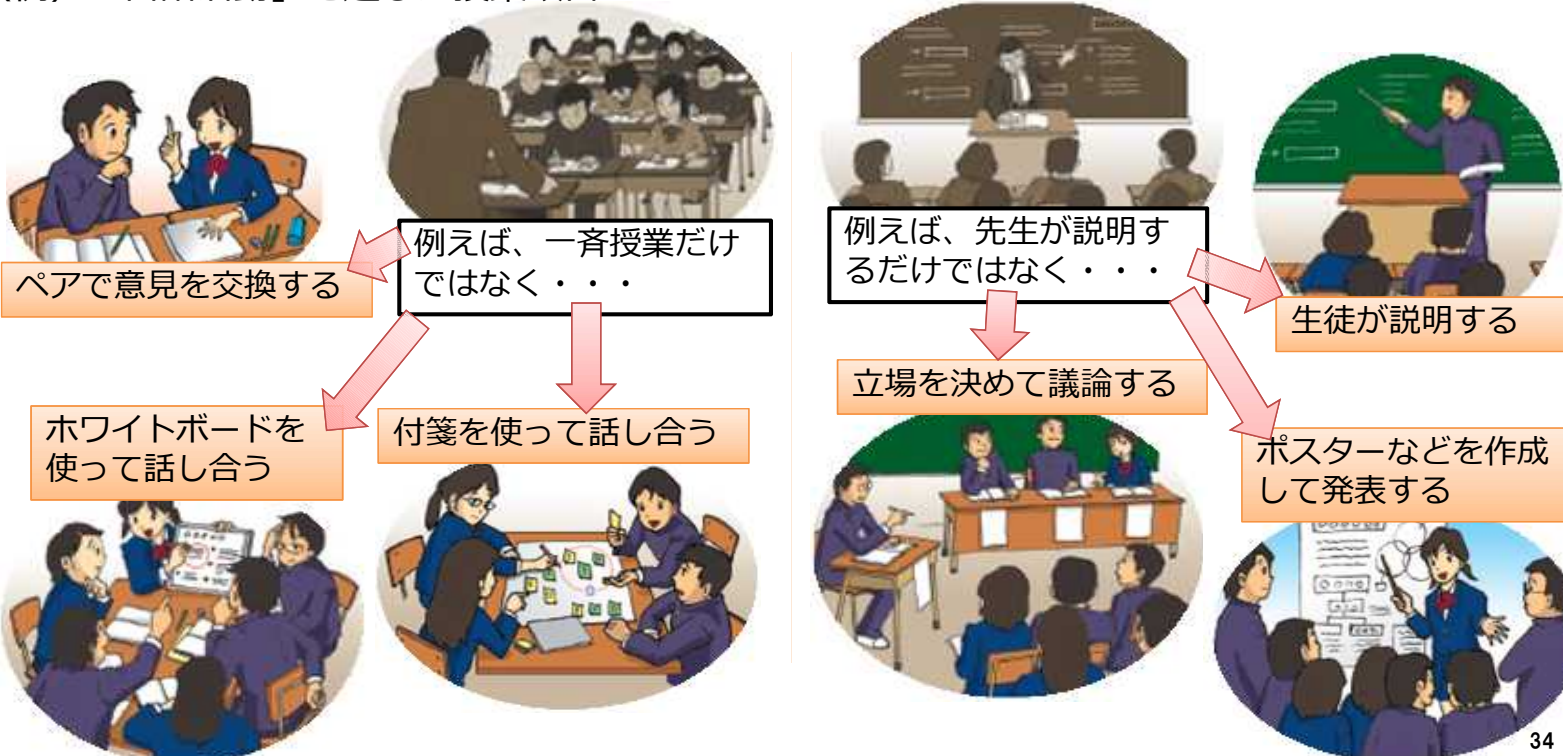 例えば、一斉授業だけ
ではなく・・・
ペアで意見を交換する
ホワイトボードを
使って話し合う
付箋を使って話し合う
例えば、先生が説明す
るだけではなく・・・
生徒が説明する
立場を決めて議論する
ポスターなどを作成
して発表する
34